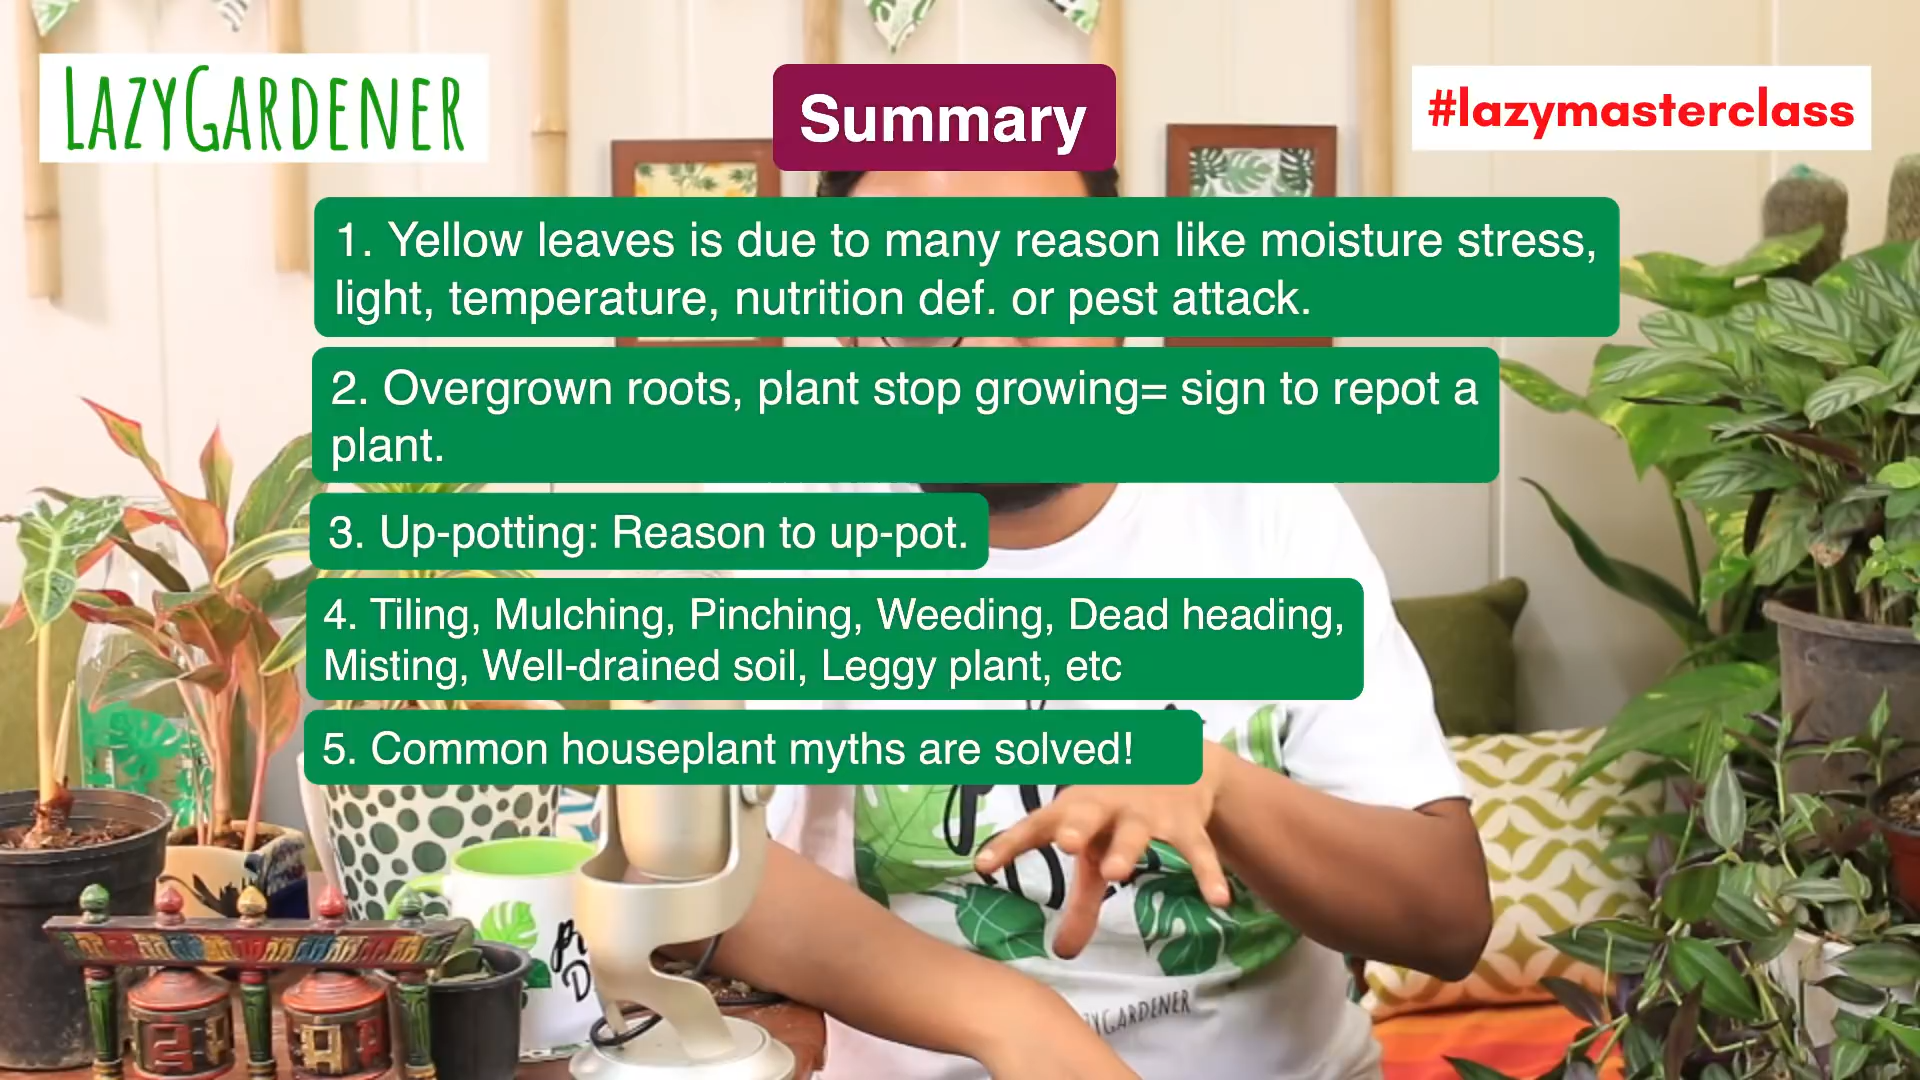 LAZYGARDENER
Summary
#lazymasterclass
1. Yellow leaves is due to many reason like moisture stress,
light, temperature, nutrition def. or pest attack.
2. Overgrown roots, plant stop growing= sign to repot a
plant.
3. Up-potting: Reason to up-pot.
4. Tiling, Mulching, Pinching, Weeding, Dead heading,
Misting, Well-drained soil, Leggy plant, etc
5. Common houseplant myths are solved!